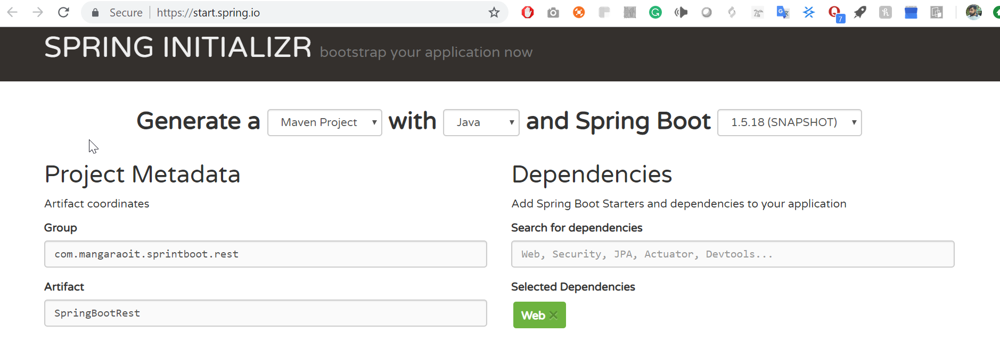 Secure https://start.spring.io
7
SPRING INITIALIZR bootstrap your application now
Generate a Maven Project with Java and Spring Boot 1.5.18 (SNAPSHOT)
Project Metadata
Artifact coordinates
Group
com.mangaraoit.sprintboot.rest
Artifact
SpringBootRest
Dependencies
Add Spring Boot Starters and dependencies to your application
Search for dependencies
Web, Security, JPA, Actuator, Devtools...
Selected Dependencies
Web ×